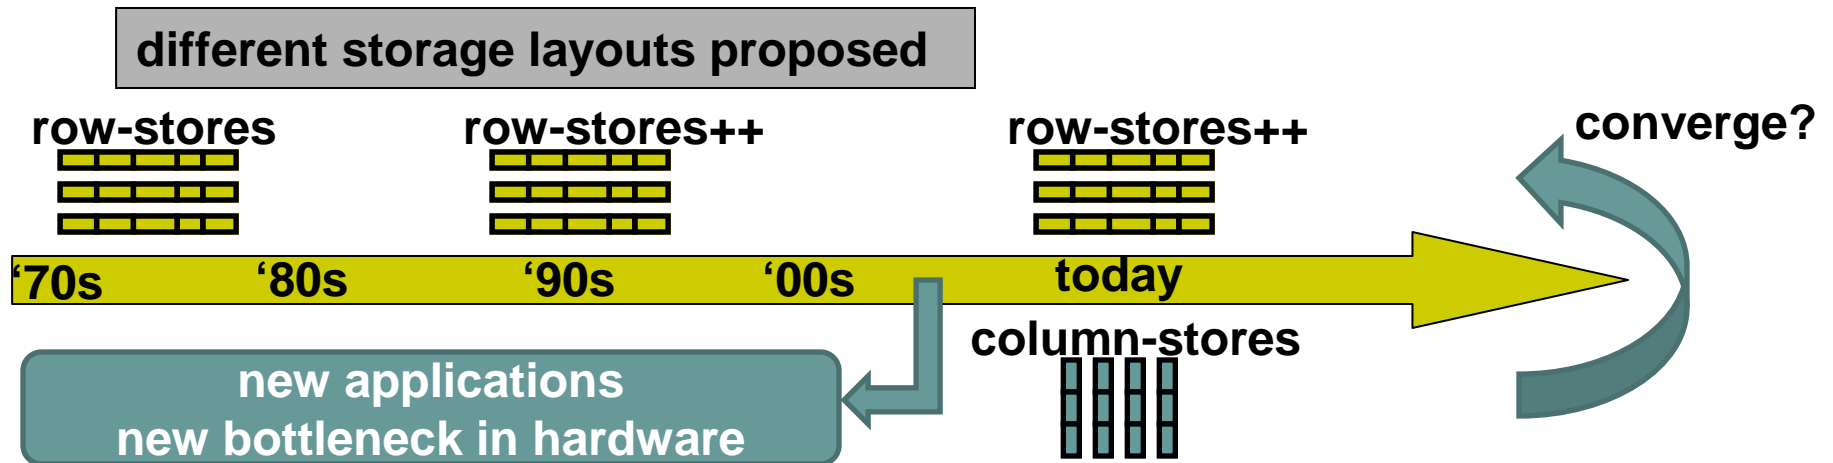 different storage layouts proposed
row-stores row-stores++ row-stores++ converge?
‘70s ‘80s ‘90s ‘00s today
column-stores
new applications
new bottleneck in hardware